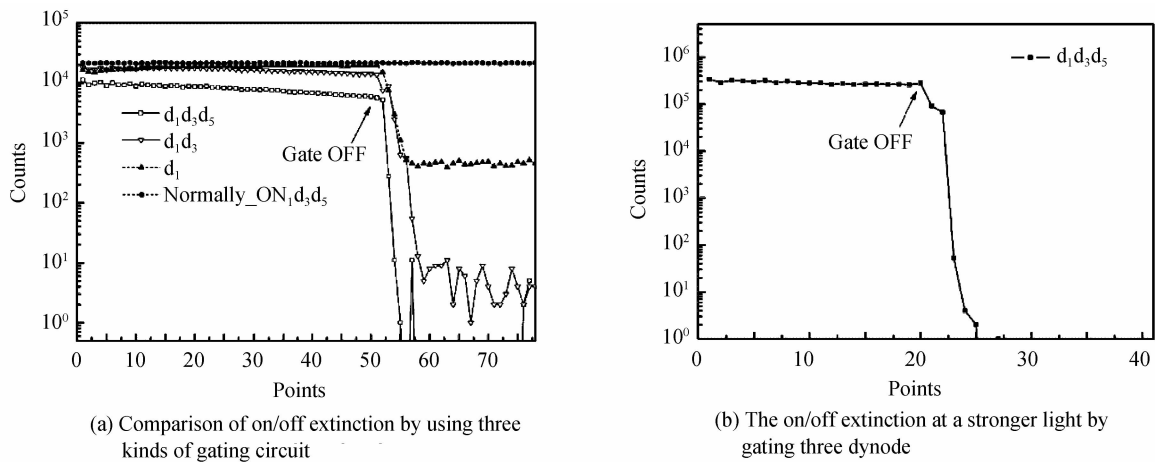 10⁵
10⁴
10³
10²
10¹
10⁰
Counts
d₁d₃d₅
d₁d₃
d₁
Normally_ON₁d₃d₅
Gate OFF
0 10 20 30 40 50 60 70
Points
(a) Comparison of on/off extinction by using three
kinds of gating circuit
10⁶
10⁵
10⁴
10³
10²
10¹
10⁰
Counts
d₁d₃d₅
Gate OFF
0 10 20 30 40
Points
(b) The on/off extinction at a stronger light by
gating three dynode